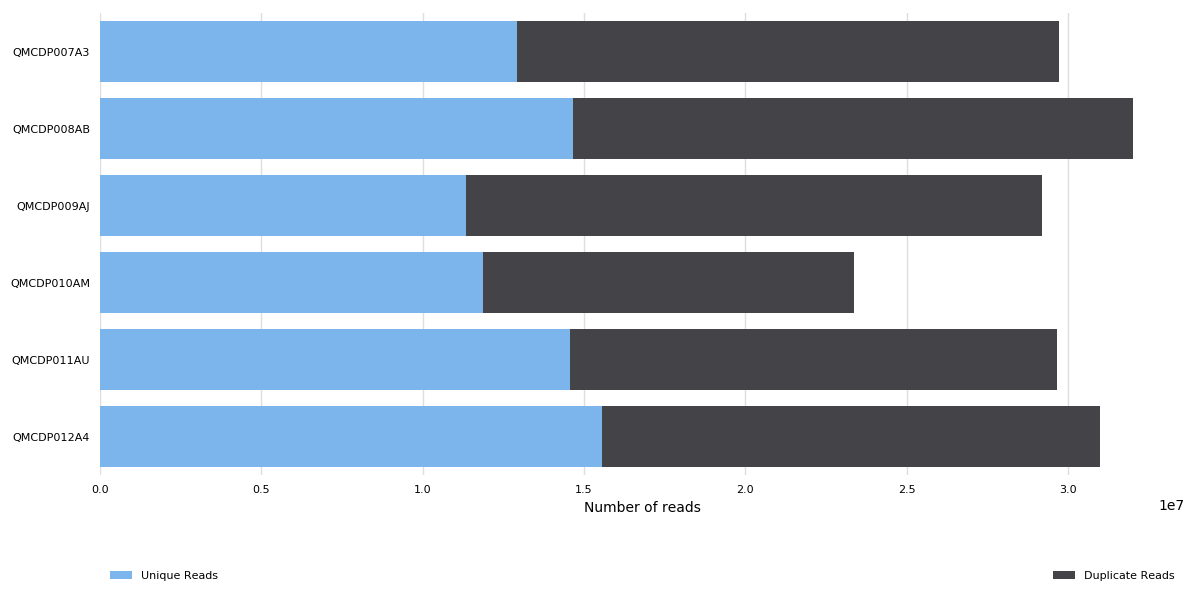 QMCDP007A3
QMCDP008AB
QMCDP009AJ
QMCDP010AM
QMCDP011AU
QMCDP012A4
0.0 0.5 1.0 1.5 2.0 2.5 3.0
Number of reads 1e7
Unique Reads Duplicate Reads